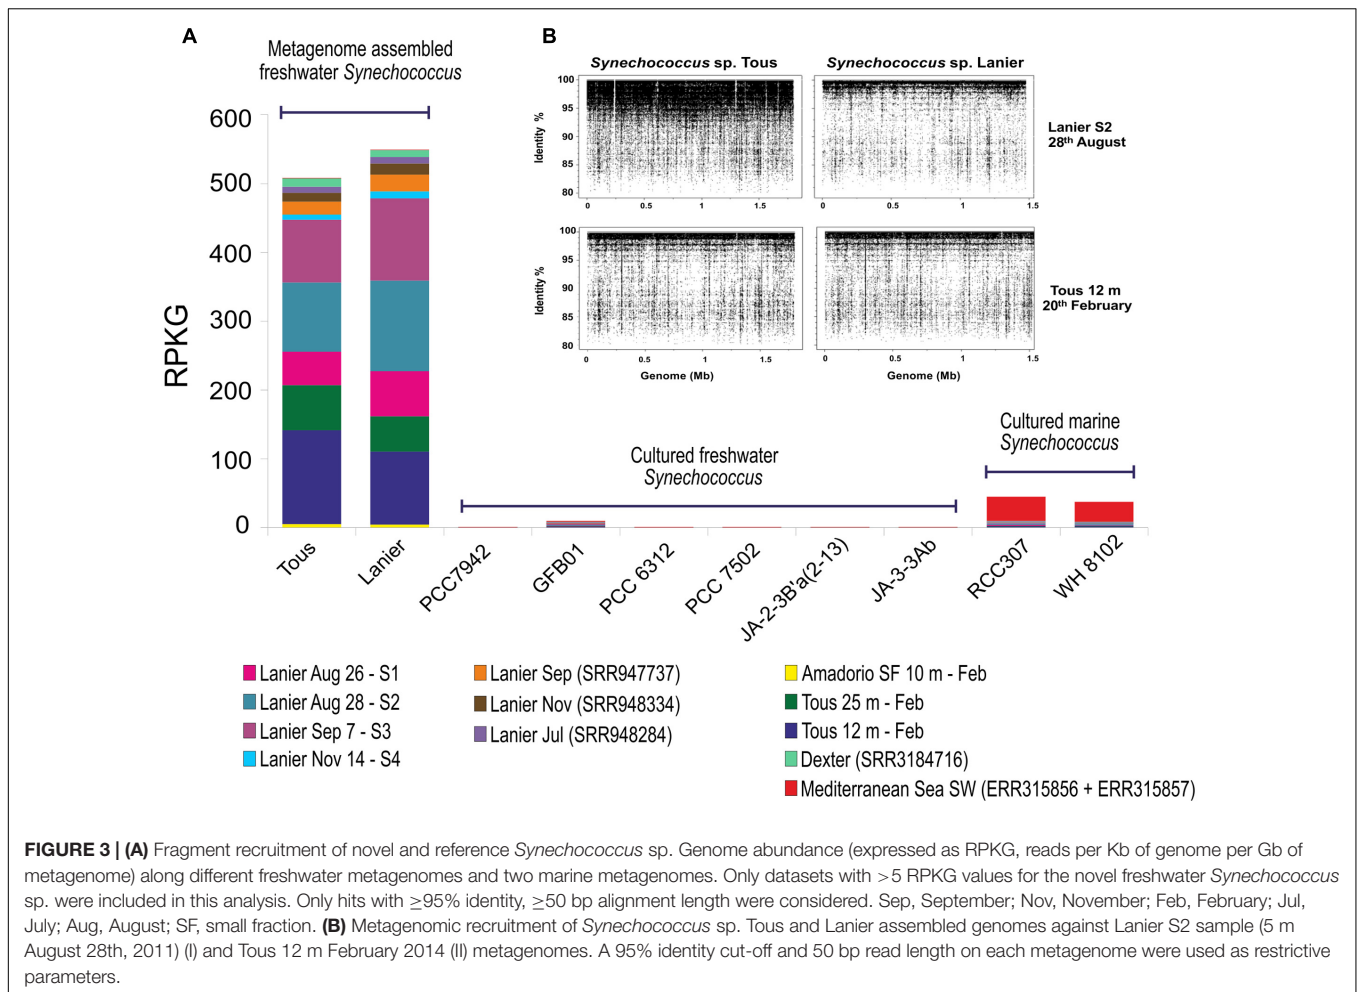 A
Metagenome assembled
freshwater Synechococcus
600
500
400
300
200
100
0
RPKG
Tous
Lanier
PCC7942
GFB01
PCC 6312
PCC 7502
JA-2-3B'a(2-13)
JA-3-3Ab
RCC307
WH 8102
Cultured freshwater
Synechococcus
Cultured marine
Synechococcus
B
Synechococcus sp. Tous
Synechococcus sp. Lanier
100
95
90
85
80
Identity %
0 0.5 1 1.5
0 0.5 1 1.5
Lanier S2
28th August
100
95
90
85
80
Identity %
0 0.5 1 1.5
0 0.5 1 1.5
Genome (Mb)
Genome (Mb)
Tous 12 m
20th February
Lanier Aug 26 - S1
Lanier Aug 28 - S2
Lanier Sep 7 - S3
Lanier Nov 14 - S4
Lanier Sep (SRR947737)
Lanier Nov (SRR948334)
Lanier Jul (SRR948284)
Amadorio SF 10 m - Feb
Tous 25 m - Feb
Tous 12 m - Feb
Dexter (SRR3184716)
Mediterranean Sea SW (ERR315856 + ERR315857)
FIGURE 3 | (A) Fragment recruitment of novel and reference Synechococcus sp. Genome abundance (expressed as RPKG, reads per Kb of genome per Gb of
metagenome) along different freshwater metagenomes and two marine metagenomes. Only datasets with >5 RPKG values for the novel freshwater Synechococcus
sp. were included in this analysis. Only hits with ≥95% identity, ≥50 bp alignment length were considered. Sep, September; Nov, November; Feb, February; Jul,
July; Aug, August; SF, small fraction. (B) Metagenomic recruitment of Synechococcus sp. Tous and Lanier assembled genomes against Lanier S2 sample (5 m
August 28th, 2011) (I) and Tous 12 m February 2014 (II) metagenomes. A 95% identity cut-off and 50 bp read length on each metagenome were used as restrictive
parameters.